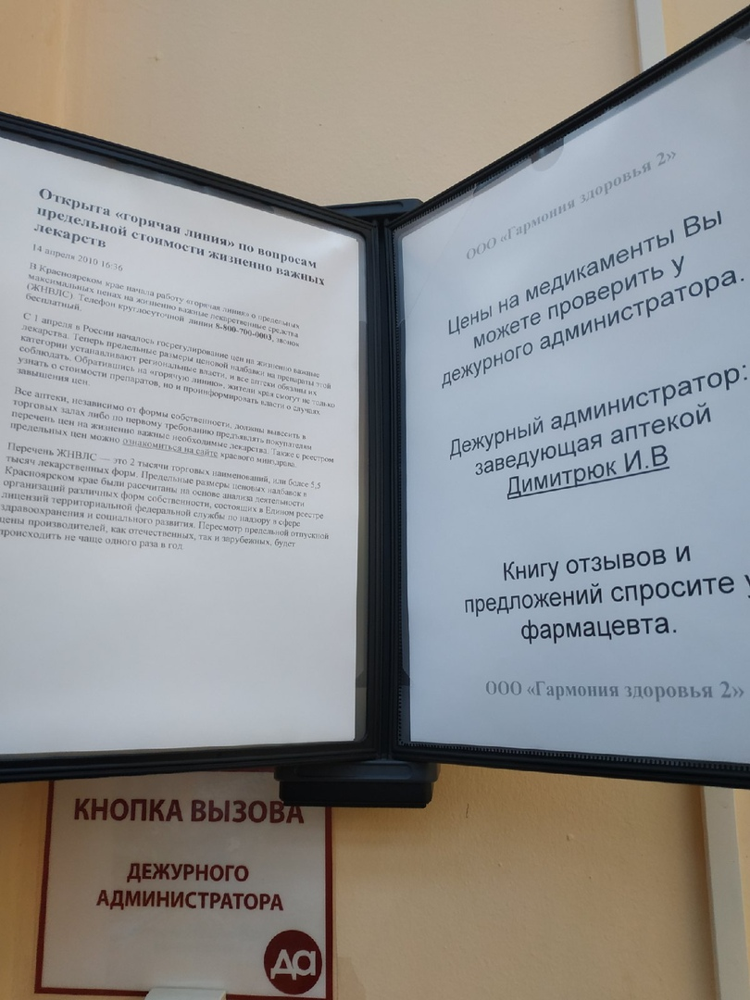 Открыта «горячая линия» по вопросам
предельной стоимости жизненно важных
лекарств
14 апреля 2010 16:36
В Красноярском крае начала работу «горячая линия» о предельных
максимальных ценах на жизненно важные лекарственные средства
(ЖНВЛС). Телефон круглосуточной линии 8-800-700-0003, звонок
бесплатный.
С 1 апреля в России началось госрегулирование цен на жизненно важные
лекарства. Теперь предельные размеры ценовой надбавки на препараты этой
категории устанавливают региональные власти, и все аптеки обязаны их
соблюдать. Обратившись на «горячую линию», жители края смогут не только
узнать о стоимости препаратов, но и проинформировать власти о случаях
завышения цен.
Все аптеки, независимо от формы собственности, должны вывесить в
торговых залах либо по первому требованию предъявлять покупателям
перечень цен на жизненно важные необходимые лекарства. Также с реестром
предельных цен можно ознакомиться на сайте краевого минздрава.
Перечень ЖНВЛС — это 2 тысячи торговых наименований, или более 5,5
тысяч лекарственных форм. Предельные размеры ценовых надбавок в
Красноярском крае были рассчитаны на основе анализа деятельности
организаций различных форм собственности, состоящих в Едином реестре
лицензий территориальной федеральной службы по надзору в сфере
здравоохранения и социального развития. Пересмотр предельной отпускной
цены производителей, как отечественных, так и зарубежных, будет
происходить не чаще одного раза в год
ООО «Гармония здоровья 2»
Цены на медикаменты Вы
можете проверить у
дежурного администратора.
Дежурный администратор:
заведующая аптекой
Димитрюк И.В
Книгу отзывов и
предложений спросите у
фармацевта.
ООО «Гармония здоровья 2»
КНОПКА ВЫЗОВА
ДЕЖУРНОГО
АДМИНИСТРАТОРА
да